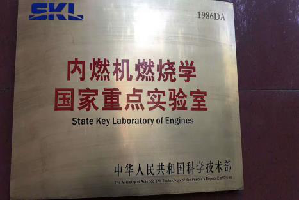 SKL
1986DA
内燃机燃烧学
国家重点实验室
State Key Laboratory of Engines
中华人民共和国科学技术部